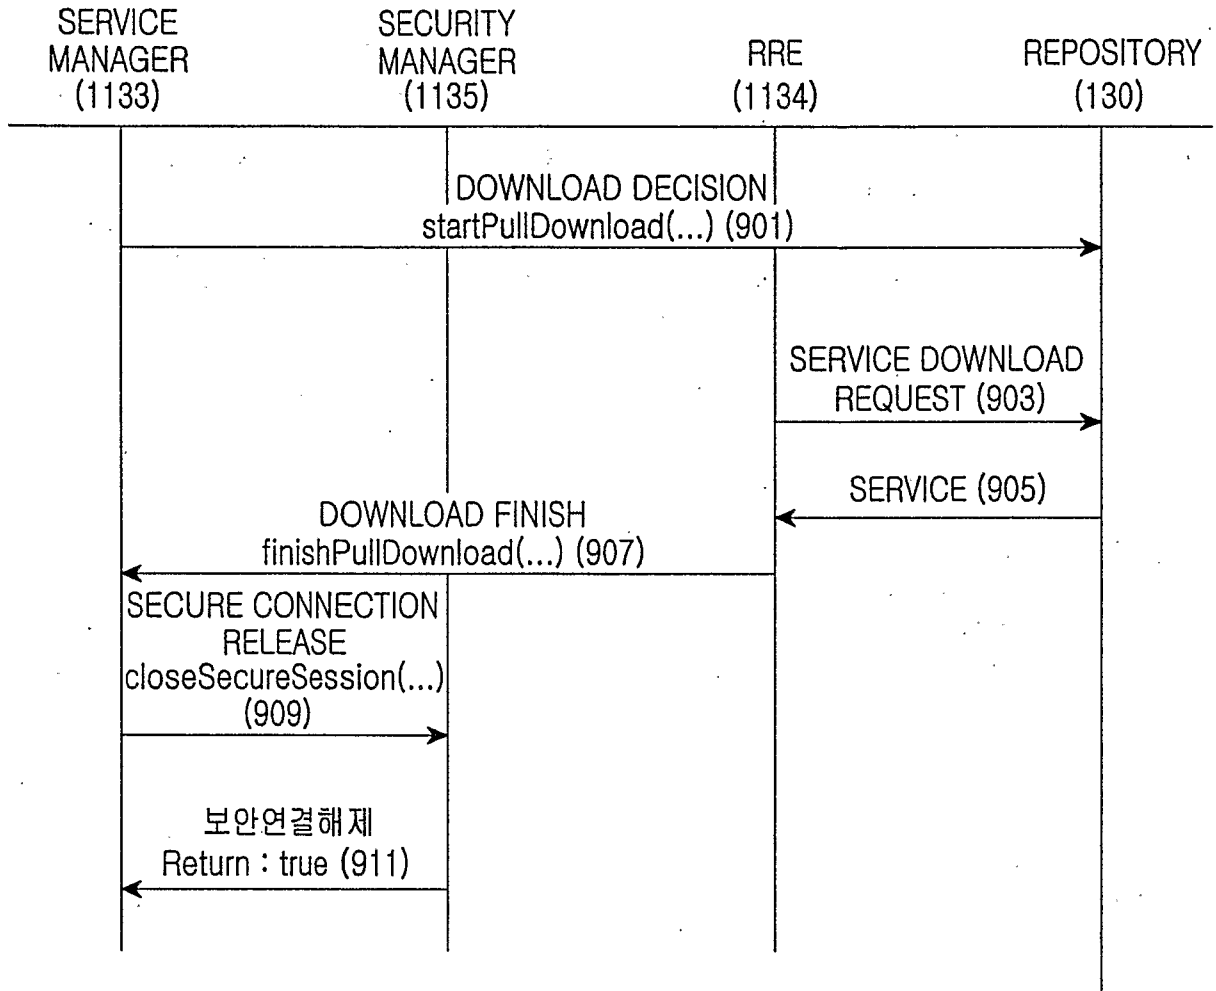 SERVICE
MANAGER
(1133)
SECURITY
MANAGER
(1135)
RRE
(1134)
REPOSITORY
(130)
DOWNLOAD DECISION
startPullDownload(...) (901)
SERVICE DOWNLOAD
REQUEST (903)
SERVICE (905)
DOWNLOAD FINISH
finishPullDownload(...) (907)
SECURE CONNECTION
RELEASE
closeSecureSession(...)
(909)
보안연결해제
Return : true (911)